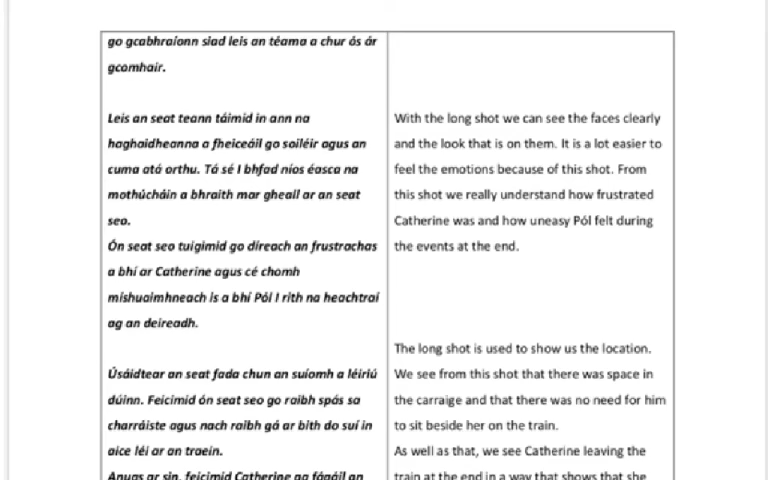 go gcabhraíonn siad leis an téama a chur ós ár
gcomhair.
Leis an seat teann táimid in ann na
haghaidheanna a fheiceáil go soiléir agus an
cuma atá orthu. Tá sé I bhfad níos éasca na
mothúcháin a bhraith mar gheall ar an seat
seo.
Ón seat seo tuigimid go díreach an frustrachas
a bhí ar Catherine agus cé chomh
míshuaimhneach is a bhí Pól I rith na heachtraí
ag an deireadh.
Úsáidtear an seat fada chun an suíomh a léiriú
dúinn. Feicimid ón seat seo go raibh spás sa
charráiste agus nach raibh gá ar bith do suí in
aice léi ar an traein.
Anuas ar sin, feicimid Catherine ag fágáil an
With the long shot we can see the faces clearly
and the look that is on them. It is a lot easier to
feel the emotions because of this shot. From
this shot we really understand how frustrated
Catherine was and how uneasy Pól felt during
the events at the end.
The long shot is used to show us the location.
We see from this shot that there was space in
the carraige and that there was no need for him
to sit beside her on the train.
As well as that, we see Catherine leaving the
train at the end in a way that shows that she